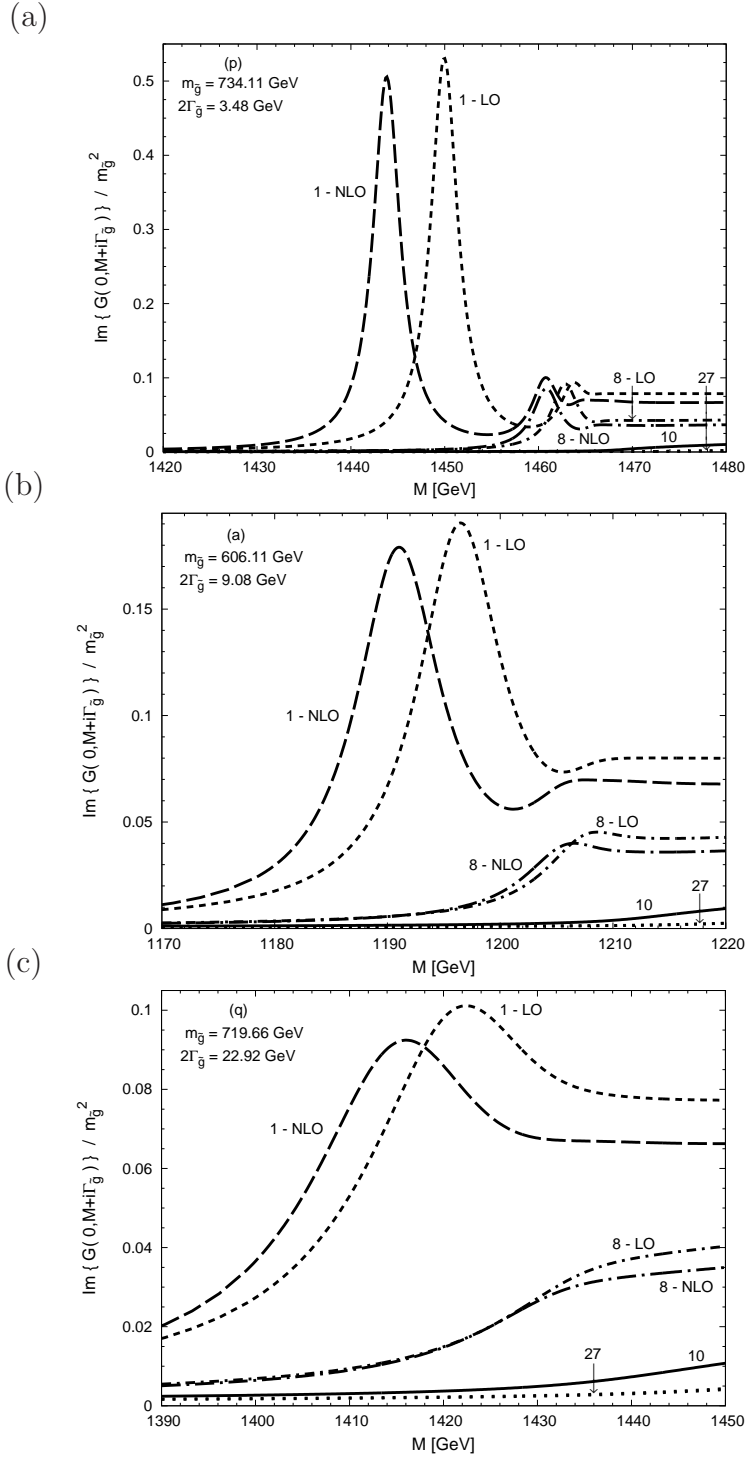 (a)
(p)
m_g̃ = 734.11 GeV
2Γ_g̃ = 3.48 GeV
1 - LO
1 - NLO
8 - LO
27
8 - NLO
10
0.5
0.4
0.3
0.2
0.1
0
1420 1430 1440 1450 1460 1470 1480
M [GeV]
Im { G( 0,M+iΓ_g̃ ) } / m_g̃^2
(b)
(a)
m_g̃ = 606.11 GeV
2Γ_g̃ = 9.08 GeV
1 - LO
1 - NLO
8 - LO
8 - NLO
27
10
0.15
0.1
0.05
0
1170 1180 1190 1200 1210 1220
M [GeV]
Im { G( 0,M+iΓ_g̃ ) } / m_g̃^2
(c)
(q)
m_g̃ = 719.66 GeV
2Γ_g̃ = 22.92 GeV
1 - LO
1 - NLO
8 - LO
8 - NLO
27
10
0.1
0.08
0.06
0.04
0.02
0
1390 1400 1410 1420 1430 1440 1450
M [GeV]
Im { G( 0,M+iΓ_g̃ ) } / m_g̃^2